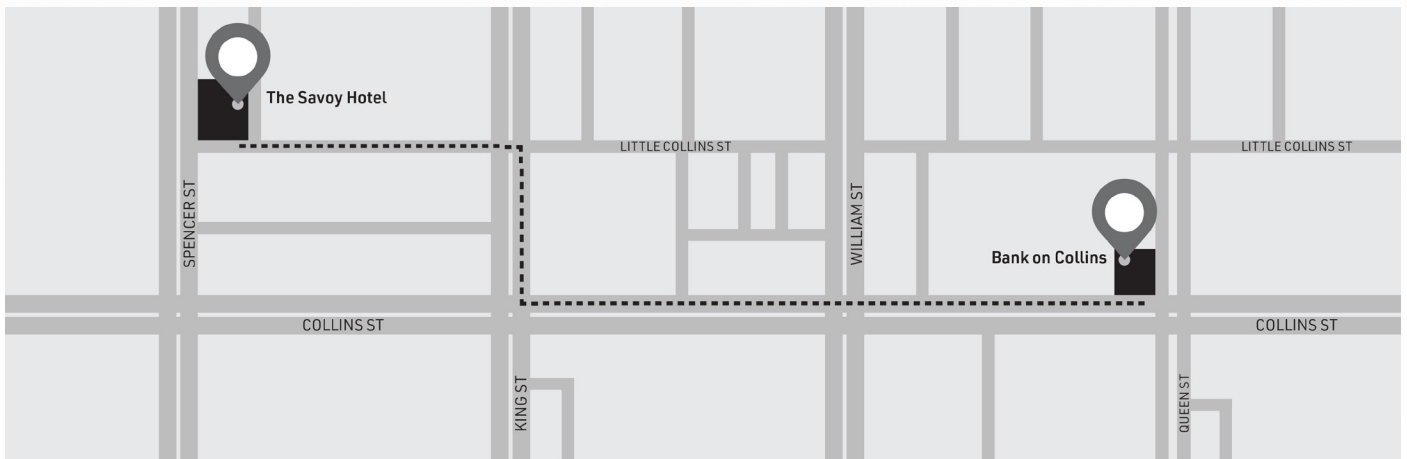 The Savoy Hotel
LITTLE COLLINS ST
LITTLE COLLINS ST
SPENCER ST
WILLIAM ST
Bank on Collins
COLLINS ST
COLLINS ST
KING ST
QUEEN ST